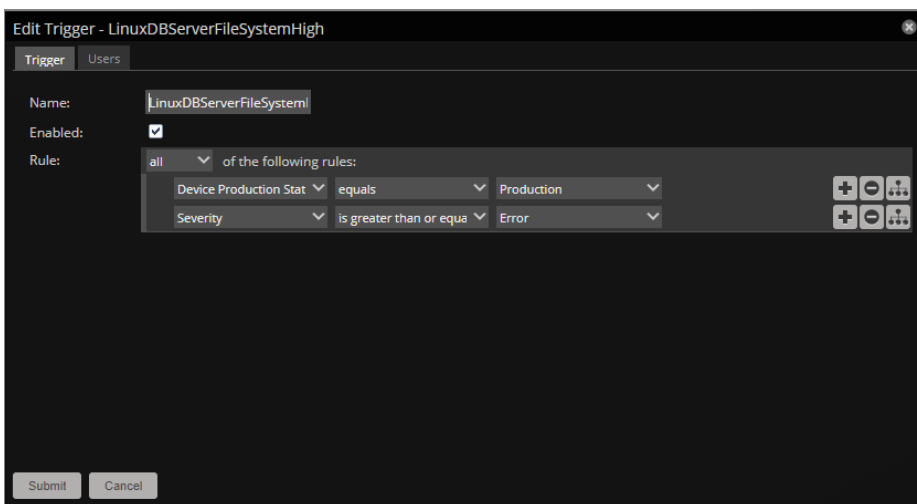 Edit Trigger - LinuxDBServerFileSystemHigh
Trigger Users
Name: LinuxDBServerFileSystem
Enabled:
Rule: all of the following rules:
Device Production Stat equals Production
Severity is greater than or equa Error
Submit Cancel